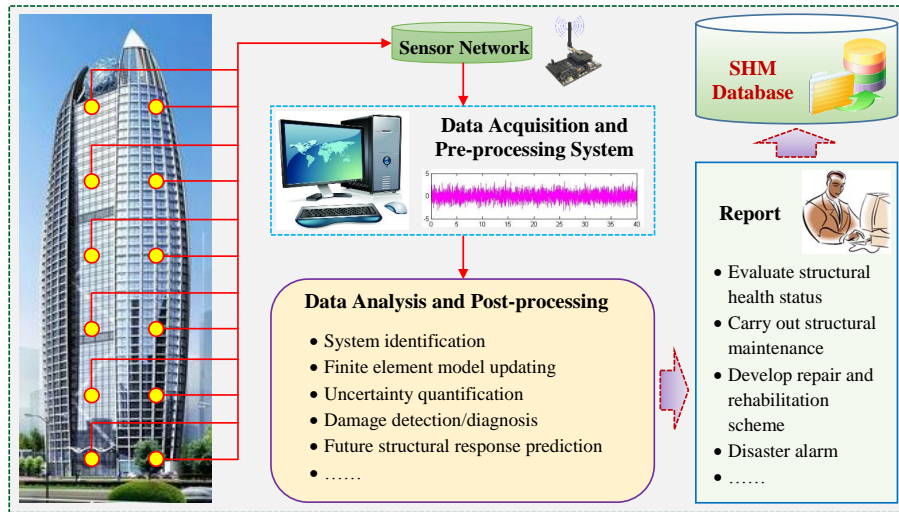 Sensor Network
SHM
Database
Data Acquisition and
Pre-processing System
5
0
-5
0 5 10 15 20 25 30 35 40
Data Analysis and Post-processing
• System identification
• Finite element model updating
• Uncertainty quantification
• Damage detection/diagnosis
• Future structural response prediction
• ……
Report
• Evaluate structural
health status
• Carry out structural
maintenance
• Develop repair and
rehabilitation
scheme
• Disaster alarm
• ……